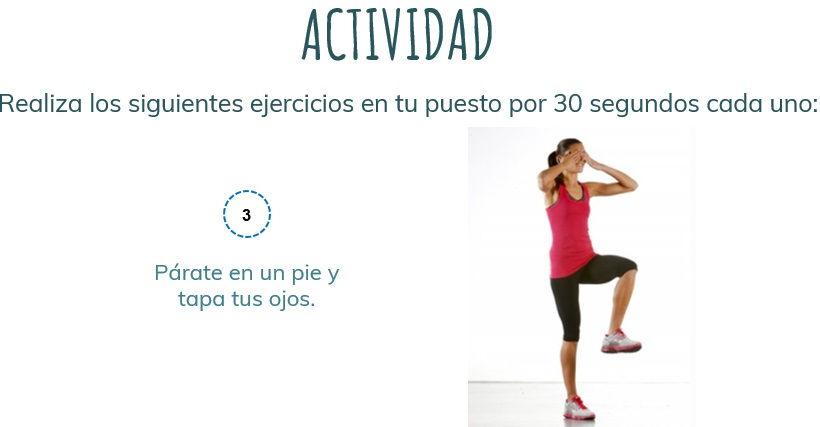 ACTIVIDAD
Realiza los siguientes ejercicios en tu puesto por 30 segundos cada uno:
3
Párate en un pie y
tapa tus ojos.